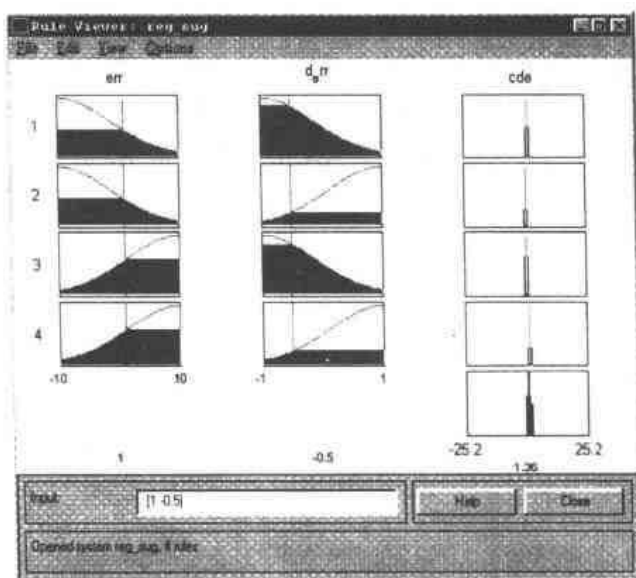 Rule Viewer: reg_sug
File Edit View Options
err d_err cde
1
2
3
4
-10 10 -1 1
-25.2 25.2
1 -0.5 1.26
Input: [1 -0.5] Help Close
Opened system reg_sug, 4 rules